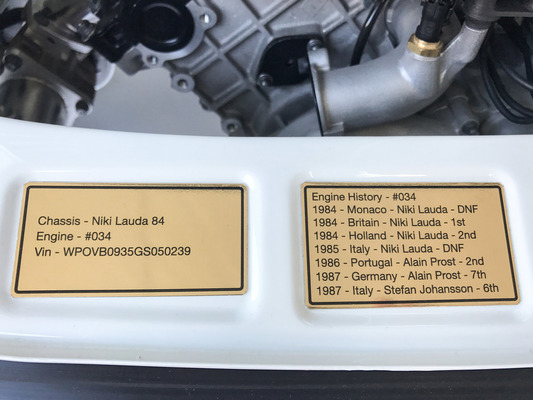 Chassis - Niki Lauda 84
Engine - #034
Vin - WPOVB0935GS050239
Engine History - #034
1984 - Monaco - Niki Lauda - DNF
1984 - Britain - Niki Lauda - 1st
1984 - Holland - Niki Lauda - 2nd
1985 - Italy - Niki Lauda - DNF
1986 - Portugal - Alain Prost - 2nd
1987 - Germany - Alain Prost - 7th
1987 - Italy - Stefan Johansson - 6th